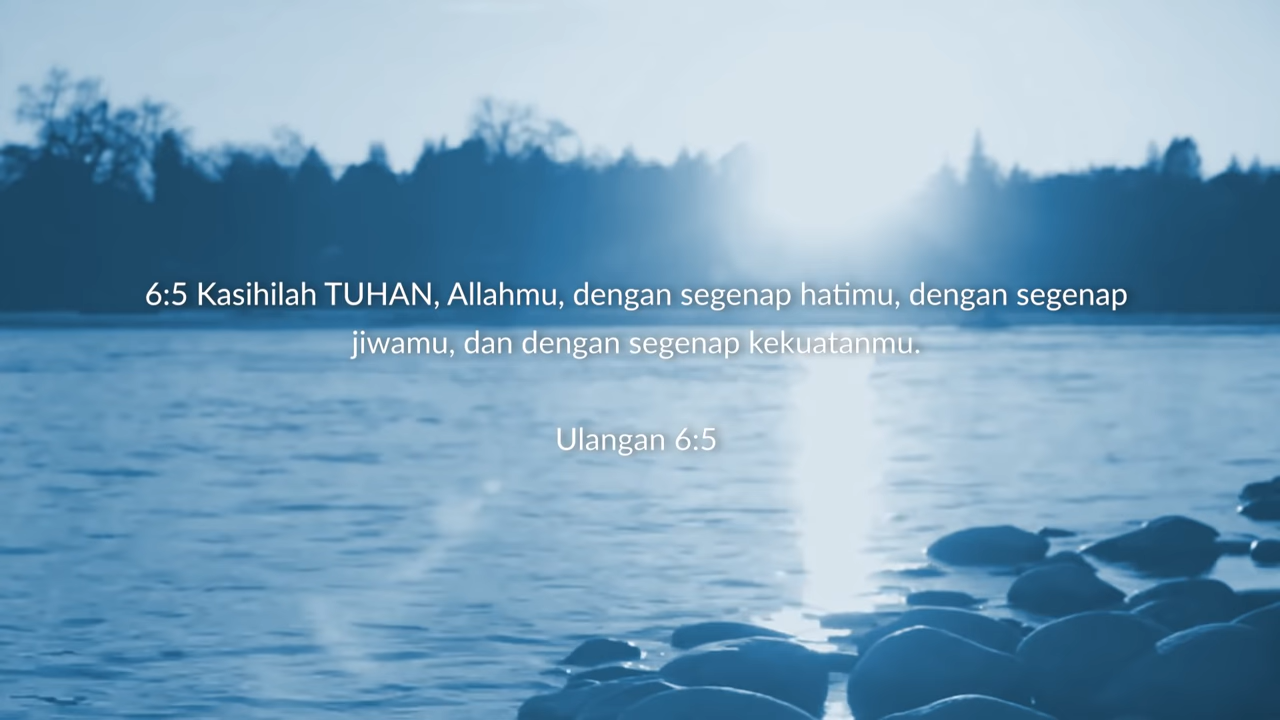 6:5 Kasihilah TUHAN, Allahmu, dengan segenap hatimu, dengan segenap
jiwamu, dan dengan segenap kekuatanmu.
Ulangan 6:5